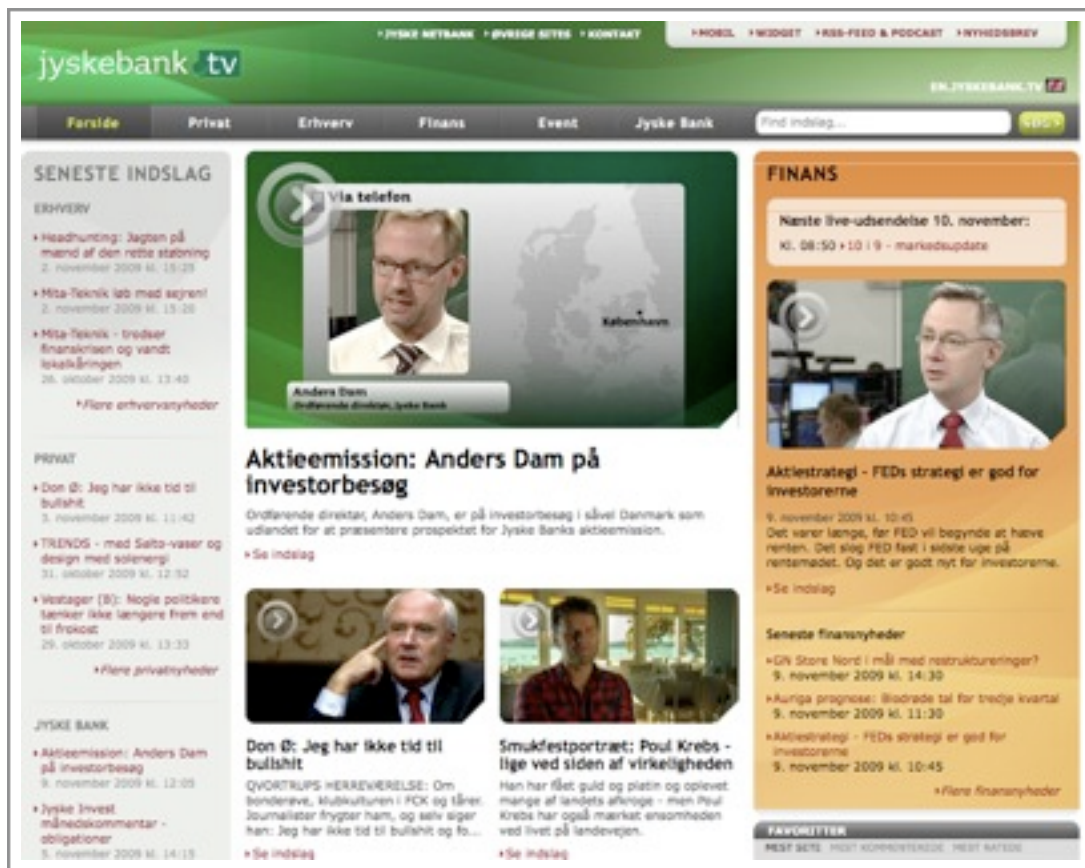 JYSKE NETBANK ØVRIGE SITES KONTAKT
MOBIL WIDGET RSS-FEED & PODCAST NYHEDSBREV
jyskebank tv
EN.JYSKEBANK.TV
Forside Privat Erhverv Finans Event Jyske Bank
Find indslag...
SØG
SENESTE INDSLAG
ERHVERV
Headhunting: Jagten på
mænd af den rette støbning
2. november 2009 kl. 15:25
Mita-Teknik løb med sejren!
2. november 2009 kl. 15:20
Mita-Teknik - trodser
finanskrisen og vandt
lokalkåringen
26. oktober 2009 kl. 13:40
Flere erhvervsnyheder
PRIVAT
Don Ø: Jeg har ikke tid til
bullshit
3. november 2009 kl. 11:42
TRENDS - med Salto-vaser og
design med solenergi
31. oktober 2009 kl. 12:52
Vestager (B): Nogle politikere
tænker ikke længere frem end
til frokost
29. oktober 2009 kl. 13:33
Flere privatnyheder
JYSKE BANK
Aktieemission: Anders Dam
på investorbesøg
9. november 2009 kl. 12:05
Jyske Invest
månedskommentar -
obligationer
5. november 2009 kl. 14:15
Via telefon
København
Anders Dam
Ordførende direktør, Jyske Bank
Aktieemission: Anders Dam på
investorbesøg
Ordførende direktør, Anders Dam, er på investorbesøg i såvel Danmark som
udlandet for at præsentere prospektet for Jyske Banks aktieemission.
Se indslag
Don Ø: Jeg har ikke tid til
bullshit
QVORTRUPS HERREVÆRELSE: Om
bonderøve, klubkulturen i FCK og tårer.
Journalister frygter ham, og selv siger
han: Jeg har ikke tid til bullshit og fo...
Se indslag
Smukfestportræt: Poul Krebs -
lige ved siden af virkeligheden
Han har fået guld og platin og oplevet
mange af landets afkroge - men Poul
Krebs har også mærket ensomheden
ved livet på landevejen.
Se indslag
FINANS
Næste live-udsendelse 10. november:
Kl. 08:50 10 i 9 - markedsupdate
Aktiestrategi - FEDs strategi er god for
investorerne
9. november 2009 kl. 10:45
Det varer længe, før FED vil begynde at hæve
renten. Det slog FED fast i sidste uge på
rentemødet. Og det er godt nyt for investorerne.
Se indslag
Seneste finansnyheder
GN Store Nord i mål med restruktureringer?
9. november 2009 kl. 14:30
Auriga prognose: Blodrøde tal for tredje kvartal
9. november 2009 kl. 11:30
Aktiestrategi - FEDs strategi er god for
investorerne
9. november 2009 kl. 10:45
Flere finansnyheder
FAVORITTER
MEST SETE MEST KOMMENTEREDE MEST RATEDE